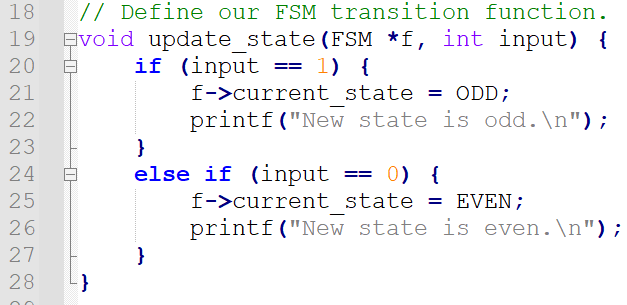 18 // Define our FSM transition function.
19 void update_state(FSM *f, int input) {
20     if (input == 1) {
21         f->current_state = ODD;
22         printf("New state is odd.\n");
23     }
24     else if (input == 0) {
25         f->current_state = EVEN;
26         printf("New state is even.\n");
27     }
28 }